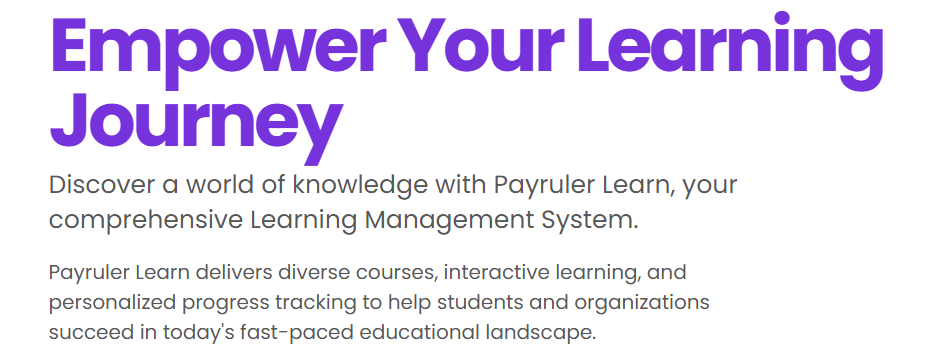 Empower Your Learning
Journey
Discover a world of knowledge with Payruler Learn, your
comprehensive Learning Management System.
Payruler Learn delivers diverse courses, interactive learning, and
personalized progress tracking to help students and organizations
succeed in today's fast-paced educational landscape.